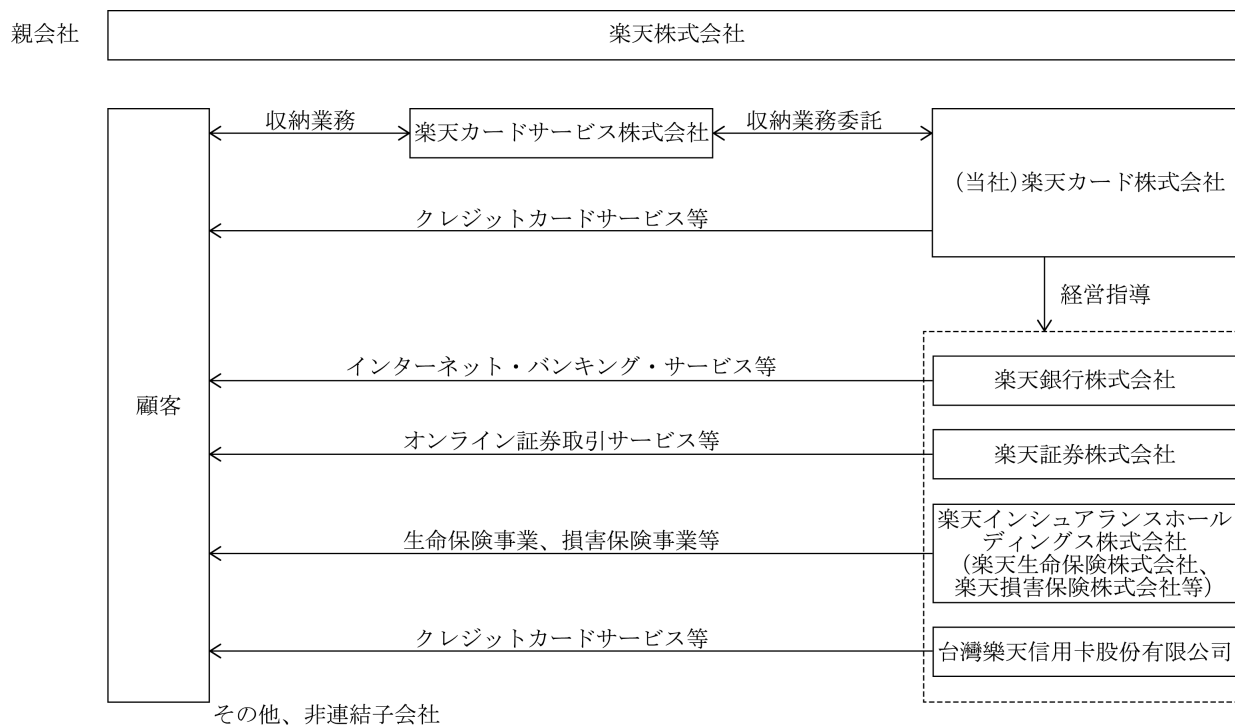 親会社
楽天株式会社
収納業務
楽天カードサービス株式会社
収納業務委託
(当社)楽天カード株式会社
クレジットカードサービス等
経営指導
顧客
インターネット・バンキング・サービス等
楽天銀行株式会社
オンライン証券取引サービス等
楽天証券株式会社
生命保険事業、損害保険事業等
楽天インシュアランスホール
ディングス株式会社
(楽天生命保険株式会社、
楽天損害保険株式会社等)
クレジットカードサービス等
台灣樂天信用卡股份有限公司
その他、非連結子会社